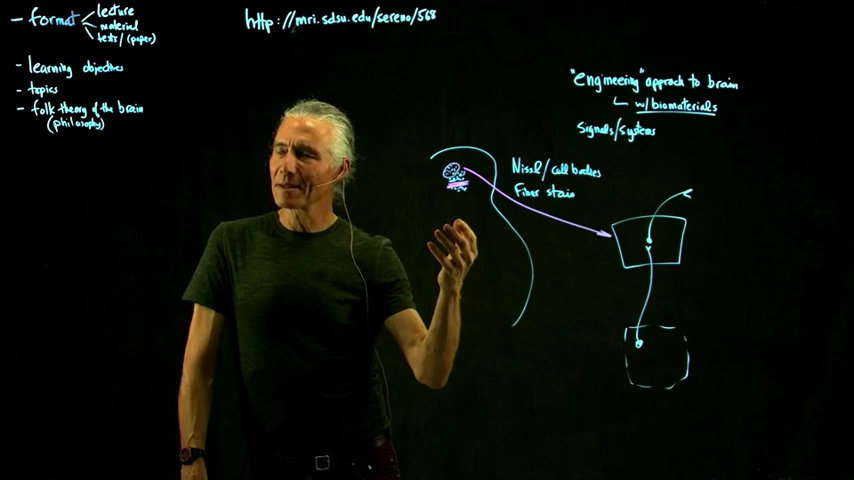 - format
lecture
material
tests/(paper)
- learning objectives
- topics
- folk theory of the brain
(philosophy)
http://mri.sdsu.edu/sereno/568
"engineering" approach to brain
w/biomaterials
Signals/systems
Nissl/cell bodies
Fiber stain